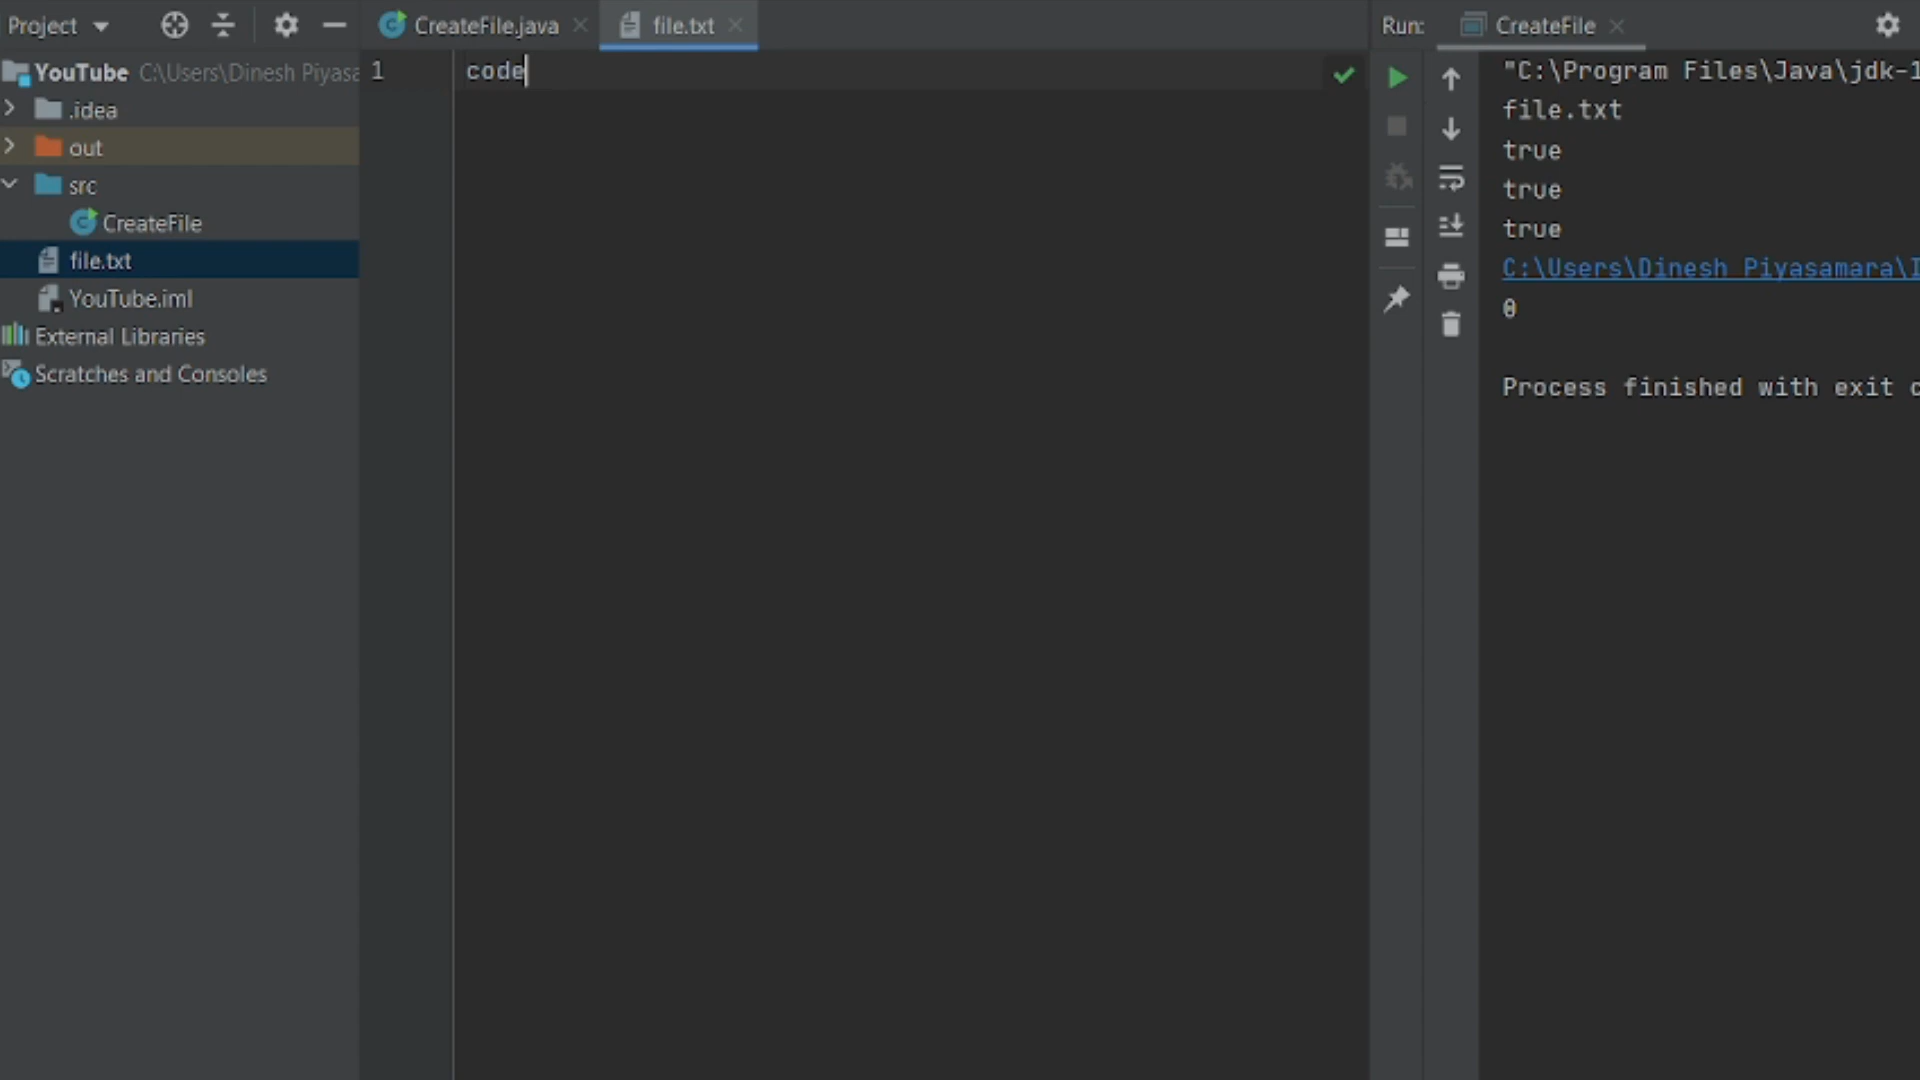 Project
CreateFile.java
file.txt
Run:
CreateFile
YouTube C:\Users\Dinesh Piyasa
.idea
out
src
CreateFile
file.txt
YouTube.iml
External Libraries
Scratches and Consoles
1 code
"C:\Program Files\Java\jdk-1
file.txt
true
true
true
C:\Users\Dinesh Piyasamara\I
0
Process finished with exit c